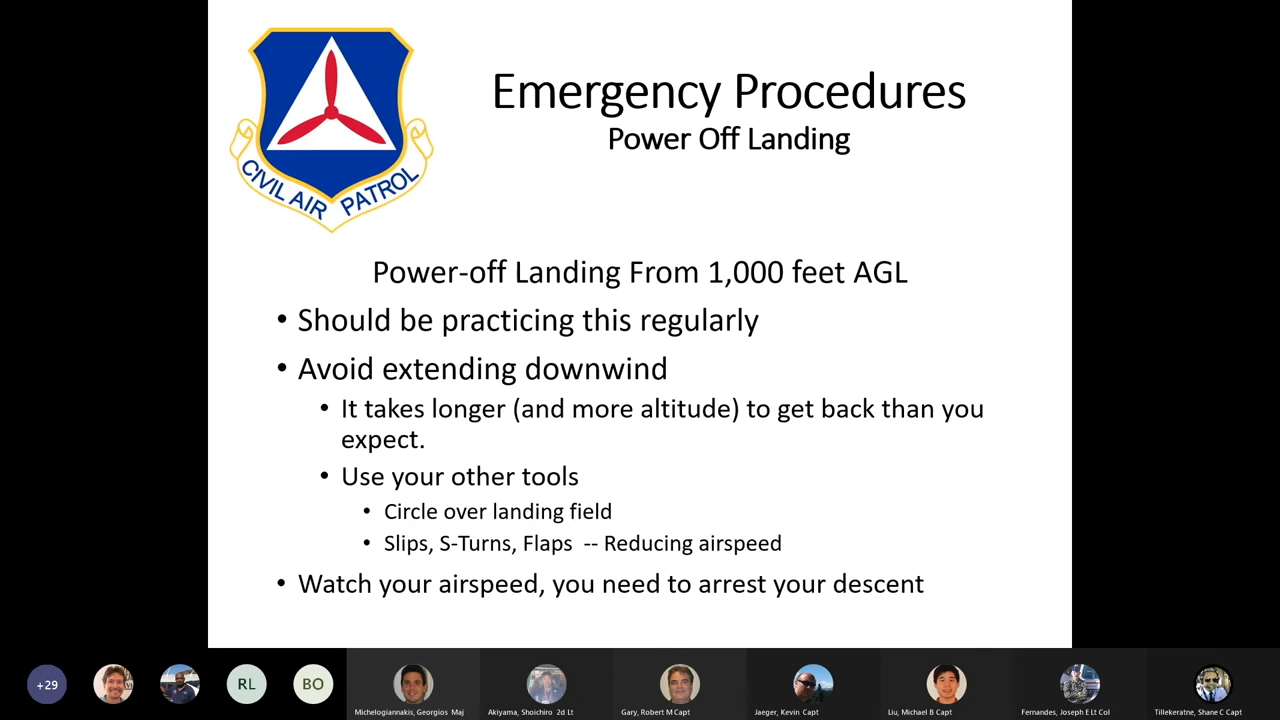 CIVIL AIR PATROL
Emergency Procedures
Power Off Landing
Power-off Landing From 1,000 feet AGL
• Should be practicing this regularly
• Avoid extending downwind
• It takes longer (and more altitude) to get back than you
expect.
• Use your other tools
• Circle over landing field
• Slips, S-Turns, Flaps -- Reducing airspeed
• Watch your airspeed, you need to arrest your descent
+29
RL
BO
Michelogiannakis, Georgios Maj
Akiyama, Shoichiro 2d Lt
Gary, Robert M Capt
Jaeger, Kevin Capt
Liu, Michael B Capt
Fernandes, Joseph E Lt Col
Tillekeratne, Shane C Capt